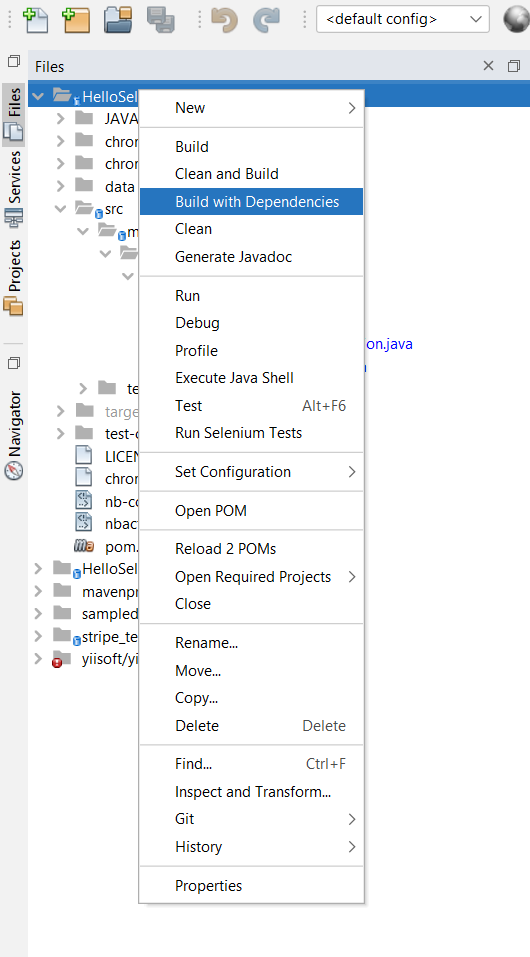 <default config>
Files
Files
Services
Projects
Navigator
HelloSel
JAVA
chron
chron
data
src
m
on.java
te
targe
test-c
LICEN
chron
nb-co
nbac
pom.
HelloSel
mavenpr
sampled
stripe_te
yiisoft/yi
New
Build
Clean and Build
Build with Dependencies
Clean
Generate Javadoc
Run
Debug
Profile
Execute Java Shell
Test Alt+F6
Run Selenium Tests
Set Configuration
Open POM
Reload 2 POMs
Open Required Projects
Close
Rename...
Move...
Copy...
Delete Delete
Find... Ctrl+F
Inspect and Transform...
Git
History
Properties